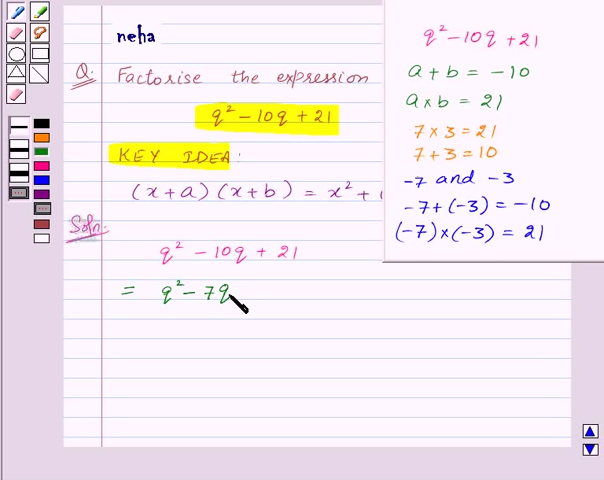 neha
Q. Factorise the expression
q² - 10q + 21
KEY IDEA:
(x+a) (x+b) = x² +
Soln:
q² - 10q + 21
= q² - 7q
q² - 10q + 21
a + b = -10
a x b = 21
7 x 3 = 21
7 + 3 = 10
-7 and -3
-7 + (-3) = -10
(-7) x (-3) = 21